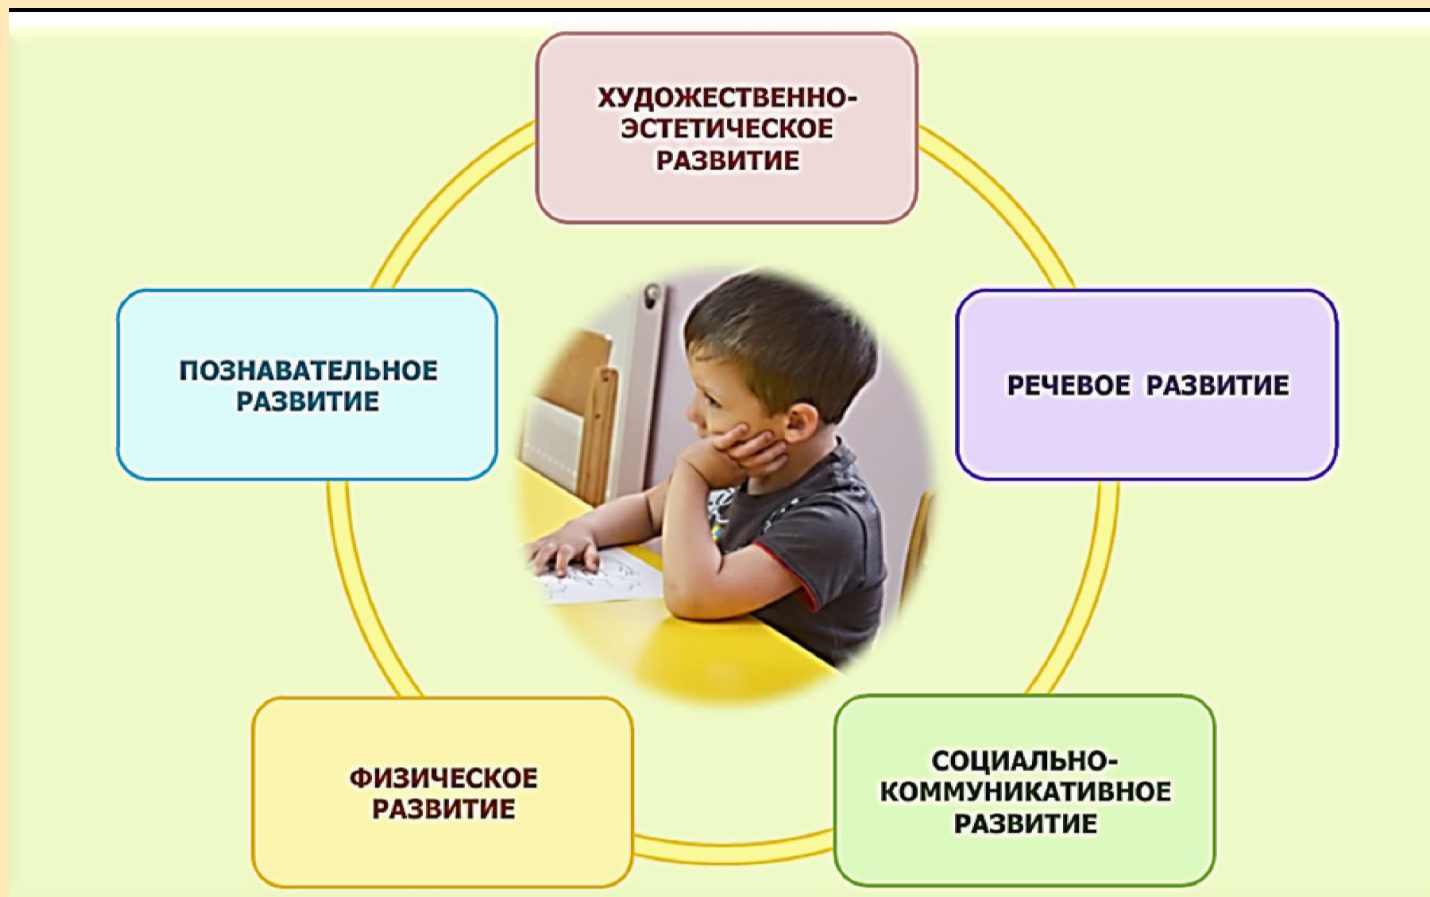 ХУДОЖЕСТВЕННО-
ЭСТЕТИЧЕСКОЕ
РАЗВИТИЕ
ПОЗНАВАТЕЛЬНОЕ
РАЗВИТИЕ
РЕЧЕВОЕ РАЗВИТИЕ
ФИЗИЧЕСКОЕ
РАЗВИТИЕ
СОЦИАЛЬНО-
КОММУНИКАТИВНОЕ
РАЗВИТИЕ